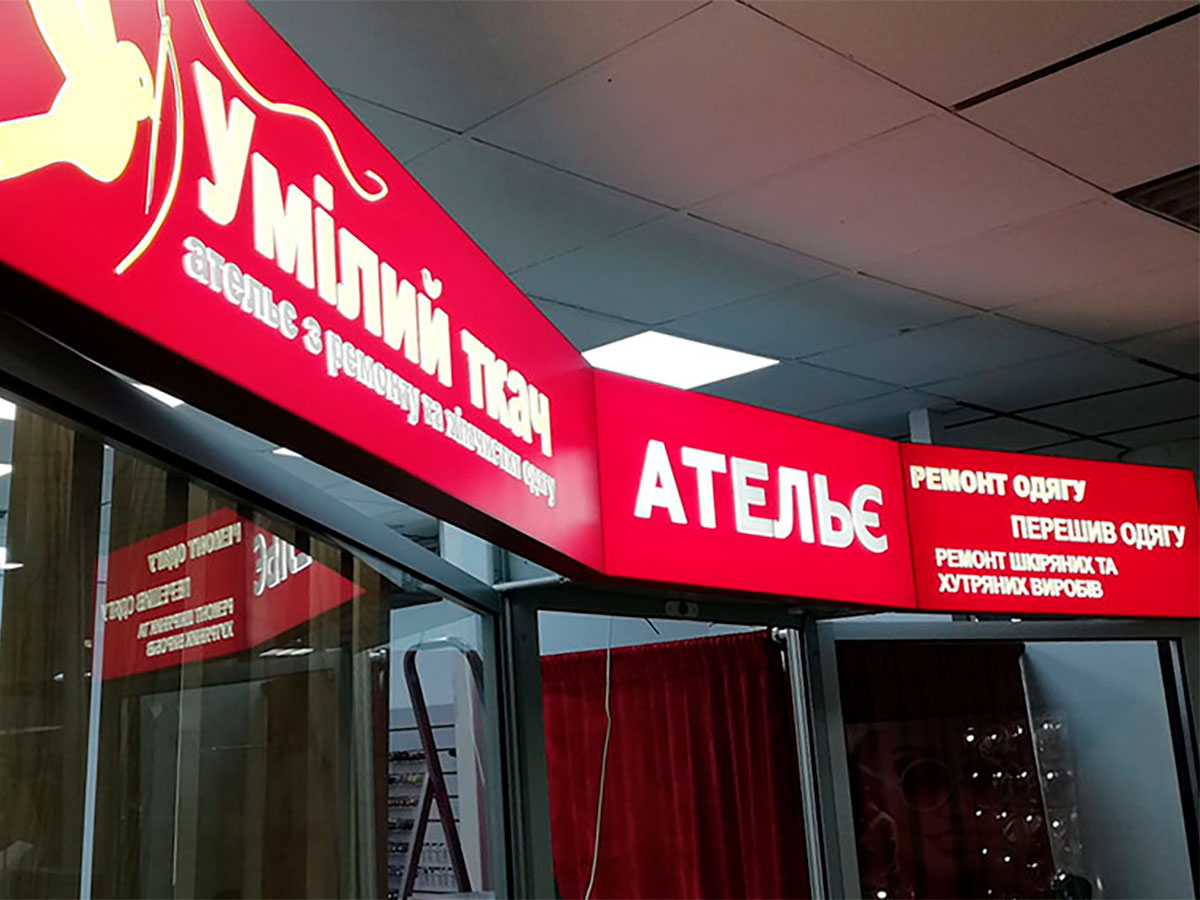 Умілий ткач
ательє з ремонту та хімчистки одягу
АТЕЛЬЄ
РЕМОНТ ОДЯГУ
ПЕРЕШИВ ОДЯГУ
РЕМОНТ ШКІРЯНИХ ТА
ХУТРЯНИХ ВИРОБІВ